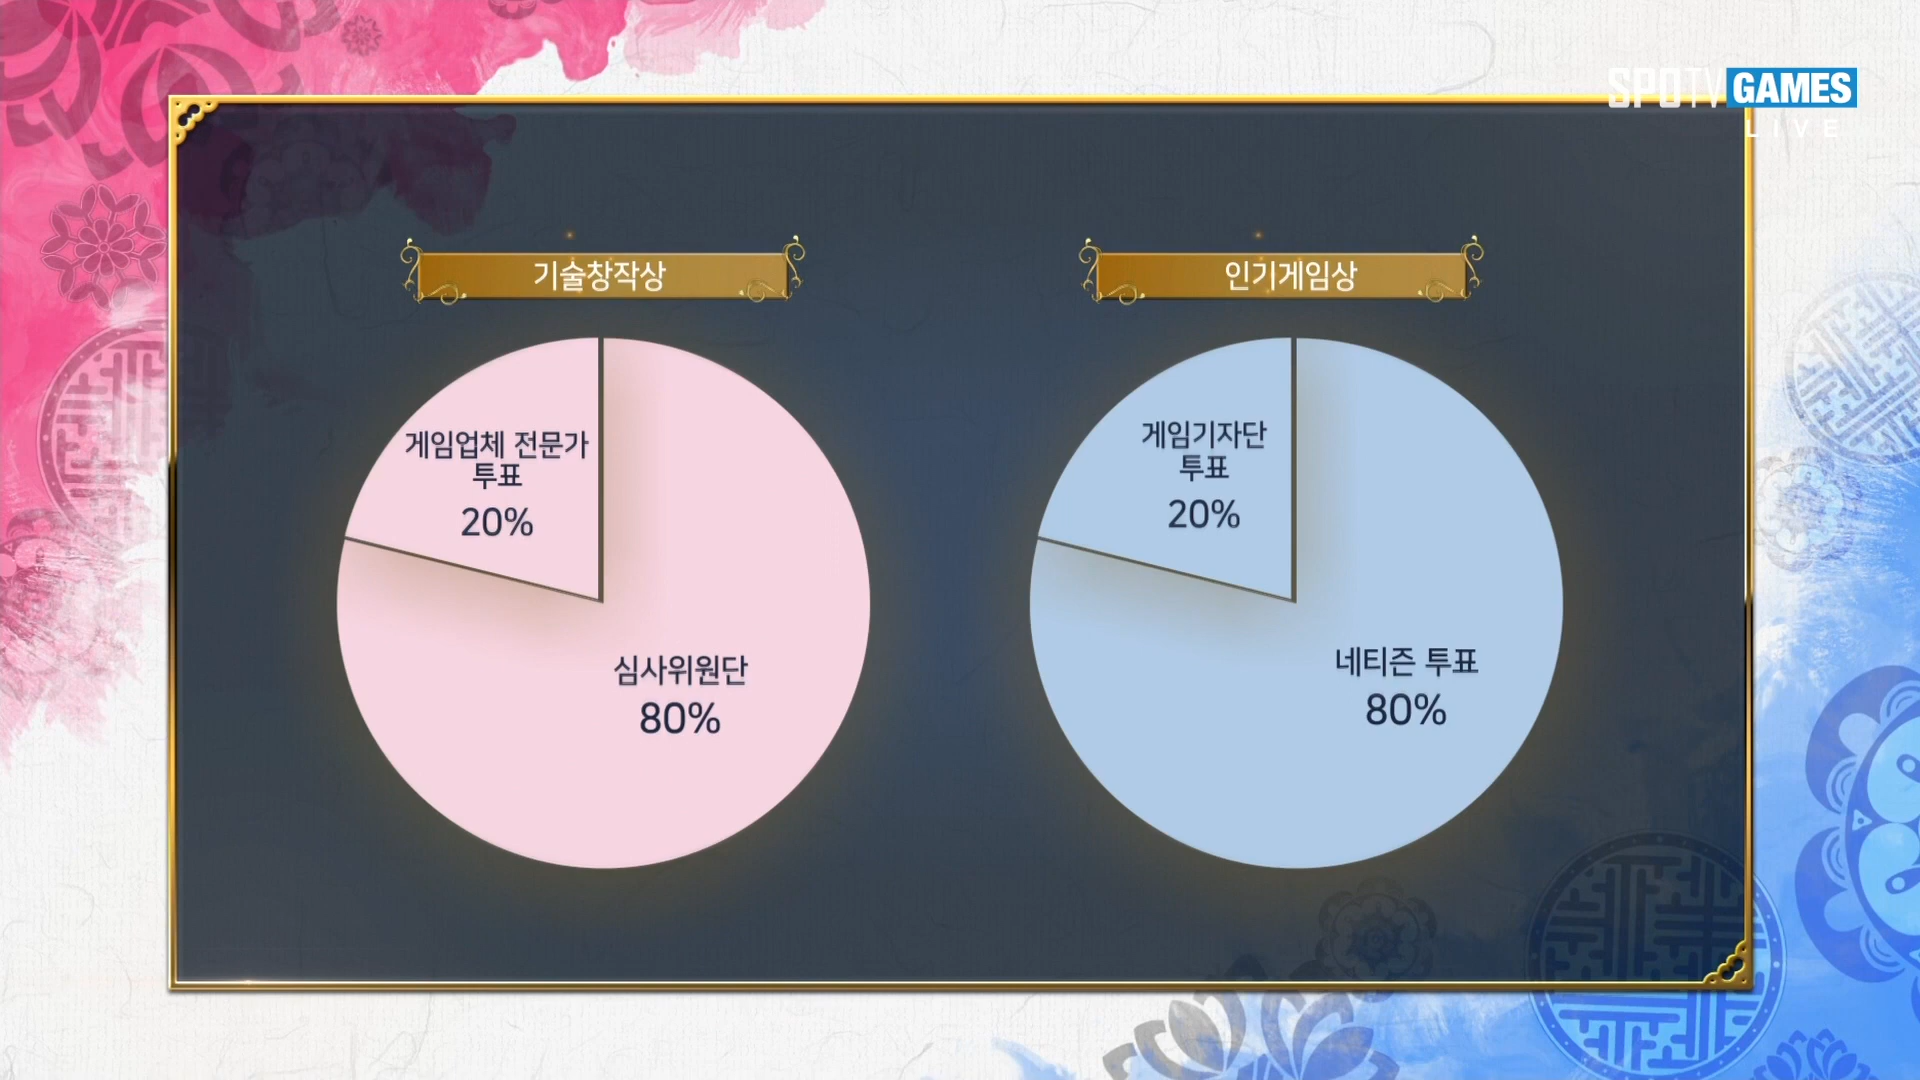 SPOTV GAMES
LIVE
기술창작상
게임업체 전문가
투표
20%
심사위원단
80%
인기게임상
게임기자단
투표
20%
네티즌 투표
80%